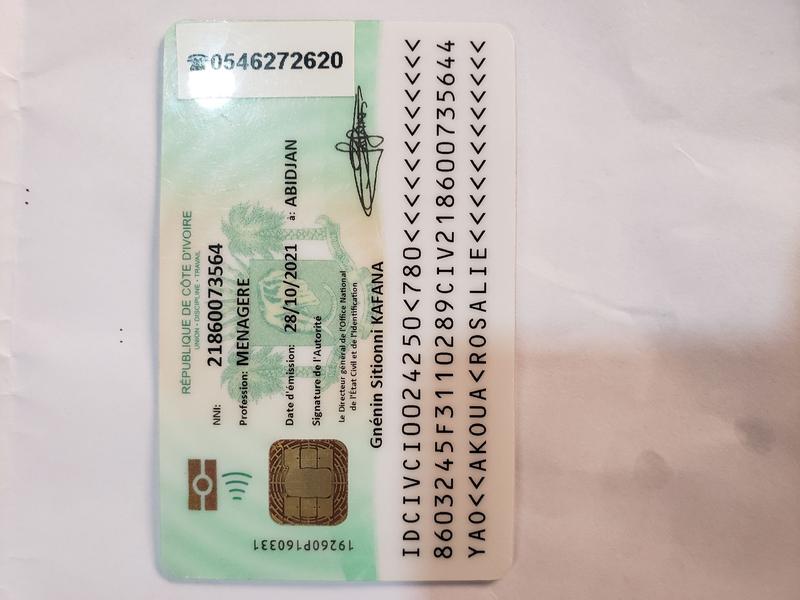 ☎0546272620
RÉPUBLIQUE DE CÔTE D'IVOIRE
UNION - DISCIPLINE - TRAVAIL
NNI: 21860073564
Profession: MENAGERE
Date d'émission: 28/10/2021 à: ABIDJAN
Signature de l'Autorité
Le Directeur général de l'Office National
de l'État Civil et de l'Identification
Gnénin Sitionni KAFANA
19260P160331
IDCIVCI0024250<780<<<<<<<<<<<<
8603245F3110289CIV218600735644
YAO<<AKOUA<ROSALIE<<<<<<<<<<<<